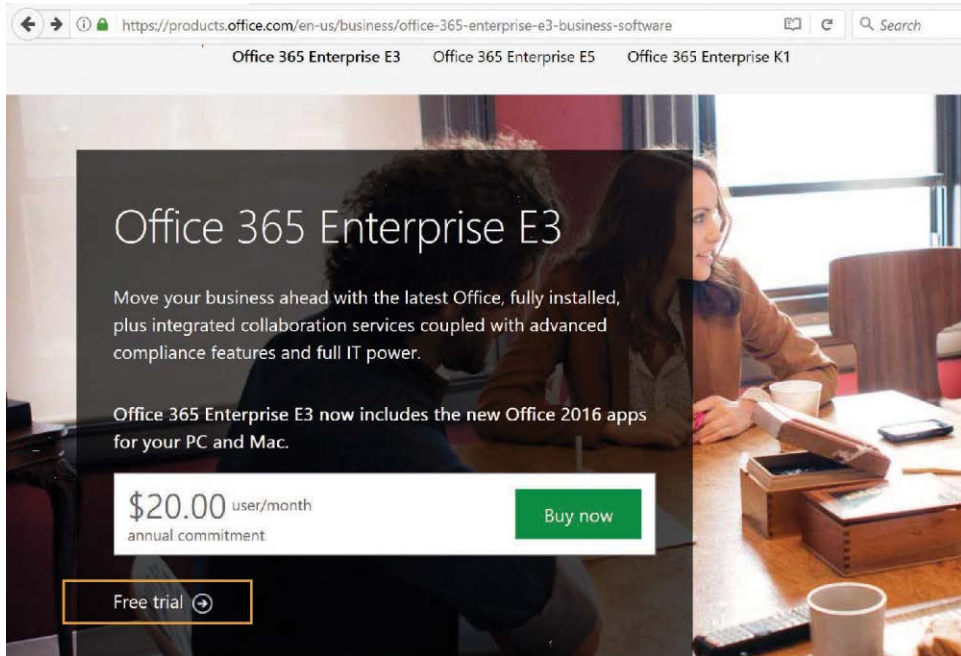 https://products.office.com/en-us/business/office-365-enterprise-e3-business-software
Search
Office 365 Enterprise E3 Office 365 Enterprise E5 Office 365 Enterprise K1
Office 365 Enterprise E3
Move your business ahead with the latest Office, fully installed,
plus integrated collaboration services coupled with advanced
compliance features and full IT power.
Office 365 Enterprise E3 now includes the new Office 2016 apps
for your PC and Mac.
$20.00 user/month
annual commitment
Buy now
Free trial